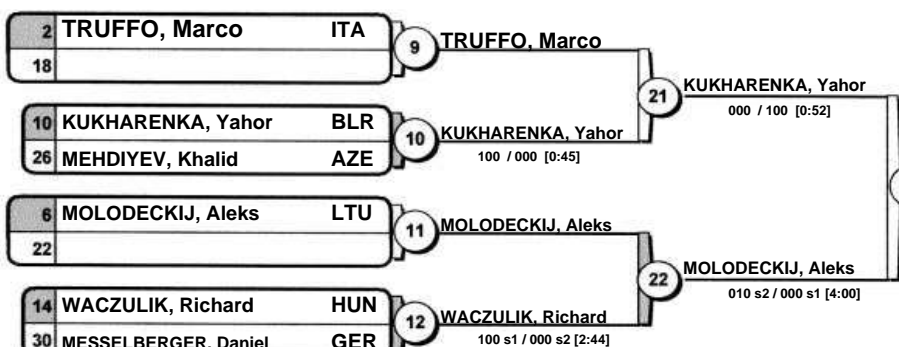 2 TRUFFO, Marco ITA
18
9
TRUFFO, Marco
10 KUKHARENKA, Yahor BLR
26 MEHDIYEV, Khalid AZE
10
KUKHARENKA, Yahor
100 / 000 [0:45]
21
KUKHARENKA, Yahor
000 / 100 [0:52]
6 MOLODECKIJ, Aleks LTU
22
11
MOLODECKIJ, Aleks
14 WACZULIK, Richard HUN
30 MESSELBERGER, Daniel GER
12
WACZULIK, Richard
100 s1 / 000 s2 [2:44]
22
MOLODECKIJ, Aleks
010 s2 / 000 s1 [4:00]